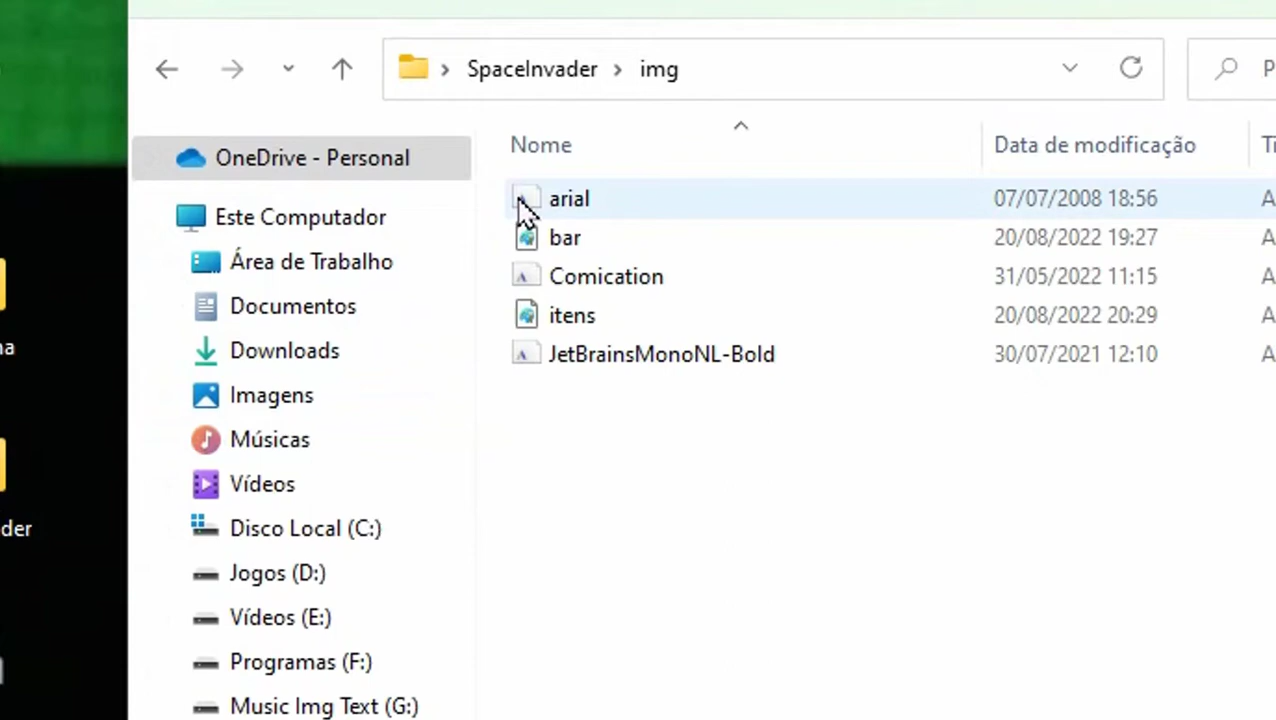 SpaceInvader
img
P
OneDrive - Personal
Nome
Data de modificação
Ti
Este Computador
arial
07/07/2008 18:56
A
Área de Trabalho
bar
20/08/2022 19:27
A
Documentos
Comication
31/05/2022 11:15
A
Downloads
itens
20/08/2022 20:29
A
na
JetBrainsMonoNL-Bold
30/07/2021 12:10
A
Imagens
Músicas
Vídeos
der
Disco Local (C:)
Jogos (D:)
Vídeos (E:)
Programas (F:)
Music Img Text (G:)